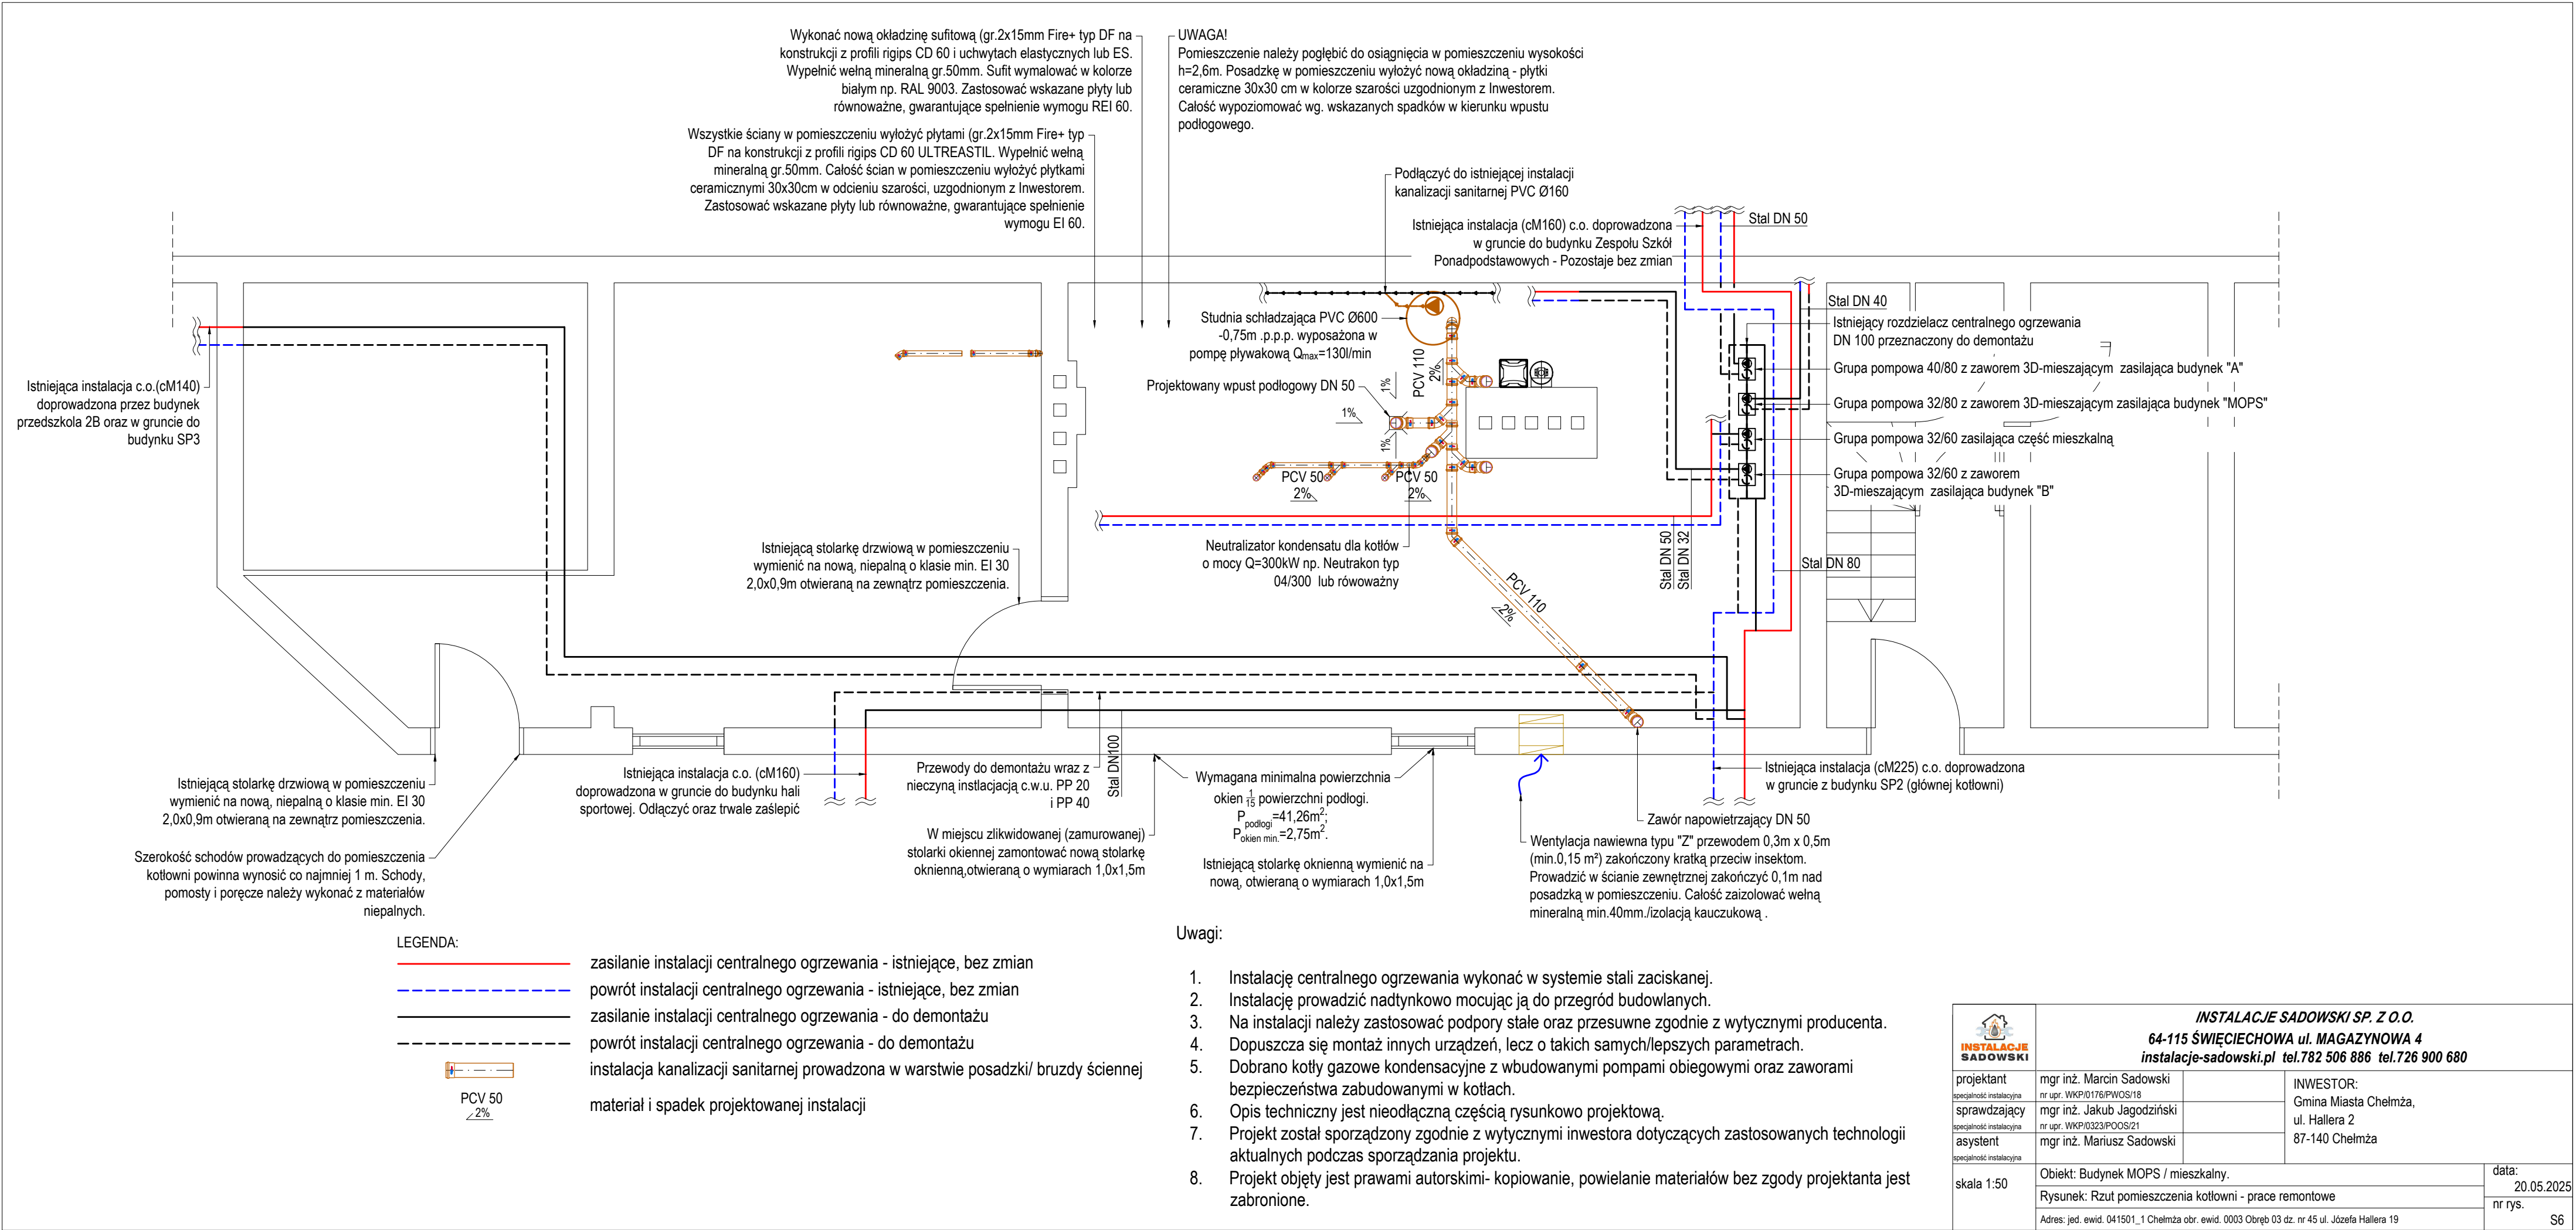 Wykonać nową okładzinę sufitową (gr.2x15mm Fire+ typ DF na
konstrukcji z profili rigips CD 60 i uchwytach elastycznych lub ES.
Wypełnić wełną mineralną gr.50mm. Sufit wymalować w kolorze
białym np. RAL 9003. Zastosować wskazane płyty lub
równoważne, gwarantujące spełnienie wymogu REI 60.
UWAGA!
Pomieszczenie należy pogłębić do osiągnięcia w pomieszczeniu wysokości
h=2,6m. Posadzkę w pomieszczeniu wyłożyć nową okładziną - płytki
ceramiczne 30x30 cm w kolorze szarości uzgodnionym z Inwestorem.
Całość wypoziomować wg. wskazanych spadków w kierunku wpustu
podłogowego.
Wszystkie ściany w pomieszczeniu wyłożyć płytami (gr.2x15mm Fire+ typ
DF na konstrukcji z profili rigips CD 60 ULTREASTIL. Wypełnić wełną
mineralną gr.50mm. Całość ścian w pomieszczeniu wyłożyć płytkami
ceramicznymi 30x30cm w odcieniu szarości, uzgodnionym z Inwestorem.
Zastosować wskazane płyty lub równoważne, gwarantujące spełnienie
wymogu EI 60.
Podłączyć do istniejącej instalacji
kanalizacji sanitarnej PVC Ø160
Istniejąca instalacja (cM160) c.o. doprowadzona
w gruncie do budynku Zespołu Szkół
Ponadpodstawowych - Pozostaje bez zmian
Stal DN 50
Stal DN 40
Studnia schładzająca PVC Ø600
-0,75m .p.p.p. wyposażona w
pompę pływakową Qmax=130l/min
Projektowany wpust podłogowy DN 50
PCV 110
2%
1%
1%
1%
PCV 50
2%
PCV 50
2%
Istniejący rozdzielacz centralnego ogrzewania
DN 100 przeznaczony do demontażu
Grupa pompowa 40/80 z zaworem 3D-mieszającym zasilająca budynek "A"
Grupa pompowa 32/80 z zaworem 3D-mieszającym zasilająca budynek "MOPS"
Grupa pompowa 32/60 zasilająca część mieszkalną
Grupa pompowa 32/60 z zaworem
3D-mieszającym zasilająca budynek "B"
Istniejąca instalacja c.o.(cM140)
doprowadzona przez budynek
przedszkola 2B oraz w gruncie do
budynku SP3
Istniejącą stolarkę drzwiową w pomieszczeniu
wymienić na nową, niepalną o klasie min. EI 30
2,0x0,9m otwieraną na zewnątrz pomieszczenia.
Neutralizator kondensatu dla kotłów
o mocy Q=300kW np. Neutrakon typ
04/300 lub rówoważny
Stal DN 50
Stal DN 32
Stal DN 80
PCV 110
2%
Istniejącą stolarkę drzwiową w pomieszczeniu
wymienić na nową, niepalną o klasie min. EI 30
2,0x0,9m otwieraną na zewnątrz pomieszczenia.
Szerokość schodów prowadzących do pomieszczenia
kotłowni powinna wynosić co najmniej 1 m. Schody,
pomosty i poręcze należy wykonać z materiałów
niepalnych.
Istniejąca instalacja c.o. (cM160)
doprowadzona w gruncie do budynku hali
sportowej. Odłączyć oraz trwale zaślepić
Przewody do demontażu wraz z
nieczyną instlacjacją c.w.u. PP 20
i PP 40
Stal DN100
W miejscu zlikwidowanej (zamurowanej)
stolarki okiennej zamontować nową stolarkę
oknienną,otwieraną o wymiarach 1,0x1,5m
Wymagana minimalna powierzchnia
okien 1/15 powierzchni podłogi.
Ppodłogi=41,26m²;
Pokien min.=2,75m².
Istniejącą stolarkę oknienną wymienić na
nową, otwieraną o wymiarach 1,0x1,5m
Istniejąca instalacja (cM225) c.o. doprowadzona
w gruncie z budynku SP2 (głównej kotłowni)
Zawór napowietrzający DN 50
Wentylacja nawiewna typu "Z" przewodem 0,3m x 0,5m
(min.0,15 m²) zakończony kratką przeciw insektom.
Prowadzić w ścianie zewnętrznej zakończyć 0,1m nad
posadzką w pomieszczeniu. Całość zaizolować wełną
mineralną min.40mm./izolacją kauczukową .
LEGENDA:
zasilanie instalacji centralnego ogrzewania - istniejące, bez zmian
powrót instalacji centralnego ogrzewania - istniejące, bez zmian
zasilanie instalacji centralnego ogrzewania - do demontażu
powrót instalacji centralnego ogrzewania - do demontażu
instalacja kanalizacji sanitarnej prowadzona w warstwie posadzki/ bruzdy ściennej
PCV 50
2%
materiał i spadek projektowanej instalacji
Uwagi:
1. Instalację centralnego ogrzewania wykonać w systemie stali zaciskanej.
2. Instalację prowadzić nadtynkowo mocując ją do przegród budowlanych.
3. Na instalacji należy zastosować podpory stałe oraz przesuwne zgodnie z wytycznymi producenta.
4. Dopuszcza się montaż innych urządzeń, lecz o takich samych/lepszych parametrach.
5. Dobrano kotły gazowe kondensacyjne z wbudowanymi pompami obiegowymi oraz zaworami
bezpieczeństwa zabudowanymi w kotłach.
6. Opis techniczny jest nieodłączną częścią rysunkowo projektową.
7. Projekt został sporządzony zgodnie z wytycznymi inwestora dotyczących zastosowanych technologii
aktualnych podczas sporządzania projektu.
8. Projekt objęty jest prawami autorskimi- kopiowanie, powielanie materiałów bez zgody projektanta jest
zabronione.
INSTALACJE
SADOWSKI
INSTALACJE SADOWSKI SP. Z O.O.
64-115 ŚWIĘCIECHOWA ul. MAGAZYNOWA 4
instalacje-sadowski.pl tel.782 506 886 tel.726 900 680
projektant
specjalność instalacyjna
mgr inż. Marcin Sadowski
nr upr. WKP/0176/PWOS/18
sprawdzający
specjalność instalacyjna
mgr inż. Jakub Jagodziński
nr upr. WKP/0323/POOS/21
asystent
specjalność instalacyjna
mgr inż. Mariusz Sadowski
INWESTOR:
Gmina Miasta Chełmża,
ul. Hallera 2
87-140 Chełmża
skala 1:50
Obiekt: Budynek MOPS / mieszkalny.
Rysunek: Rzut pomieszczenia kotłowni - prace remontowe
Adres: jed. ewid. 041501_1 Chełmża obr. ewid. 0003 Obręb 03 dz. nr 45 ul. Józefa Hallera 19
data:
20.05.2025
nr rys.
S6